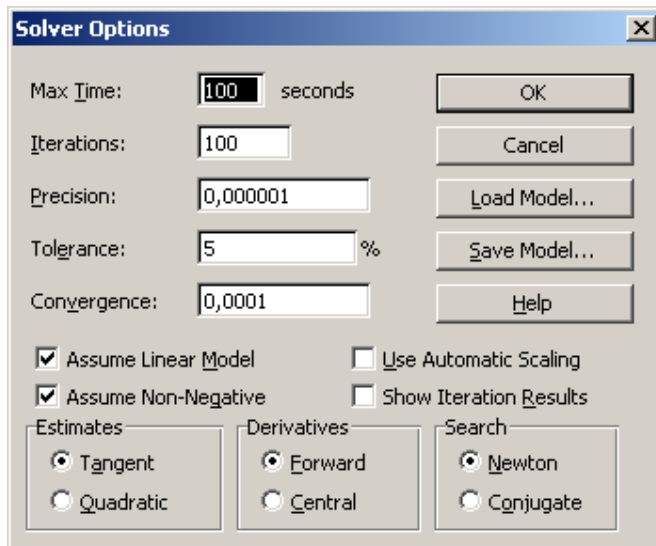 Solver Options
Max Time: 100 seconds OK
Iterations: 100 Cancel
Precision: 0,000001 Load Model...
Tolerance: 5 % Save Model...
Convergence: 0,0001 Help
Assume Linear Model Use Automatic Scaling
Assume Non-Negative Show Iteration Results
Estimates Derivatives Search
Tangent Forward Newton
Quadratic Central Conjugate